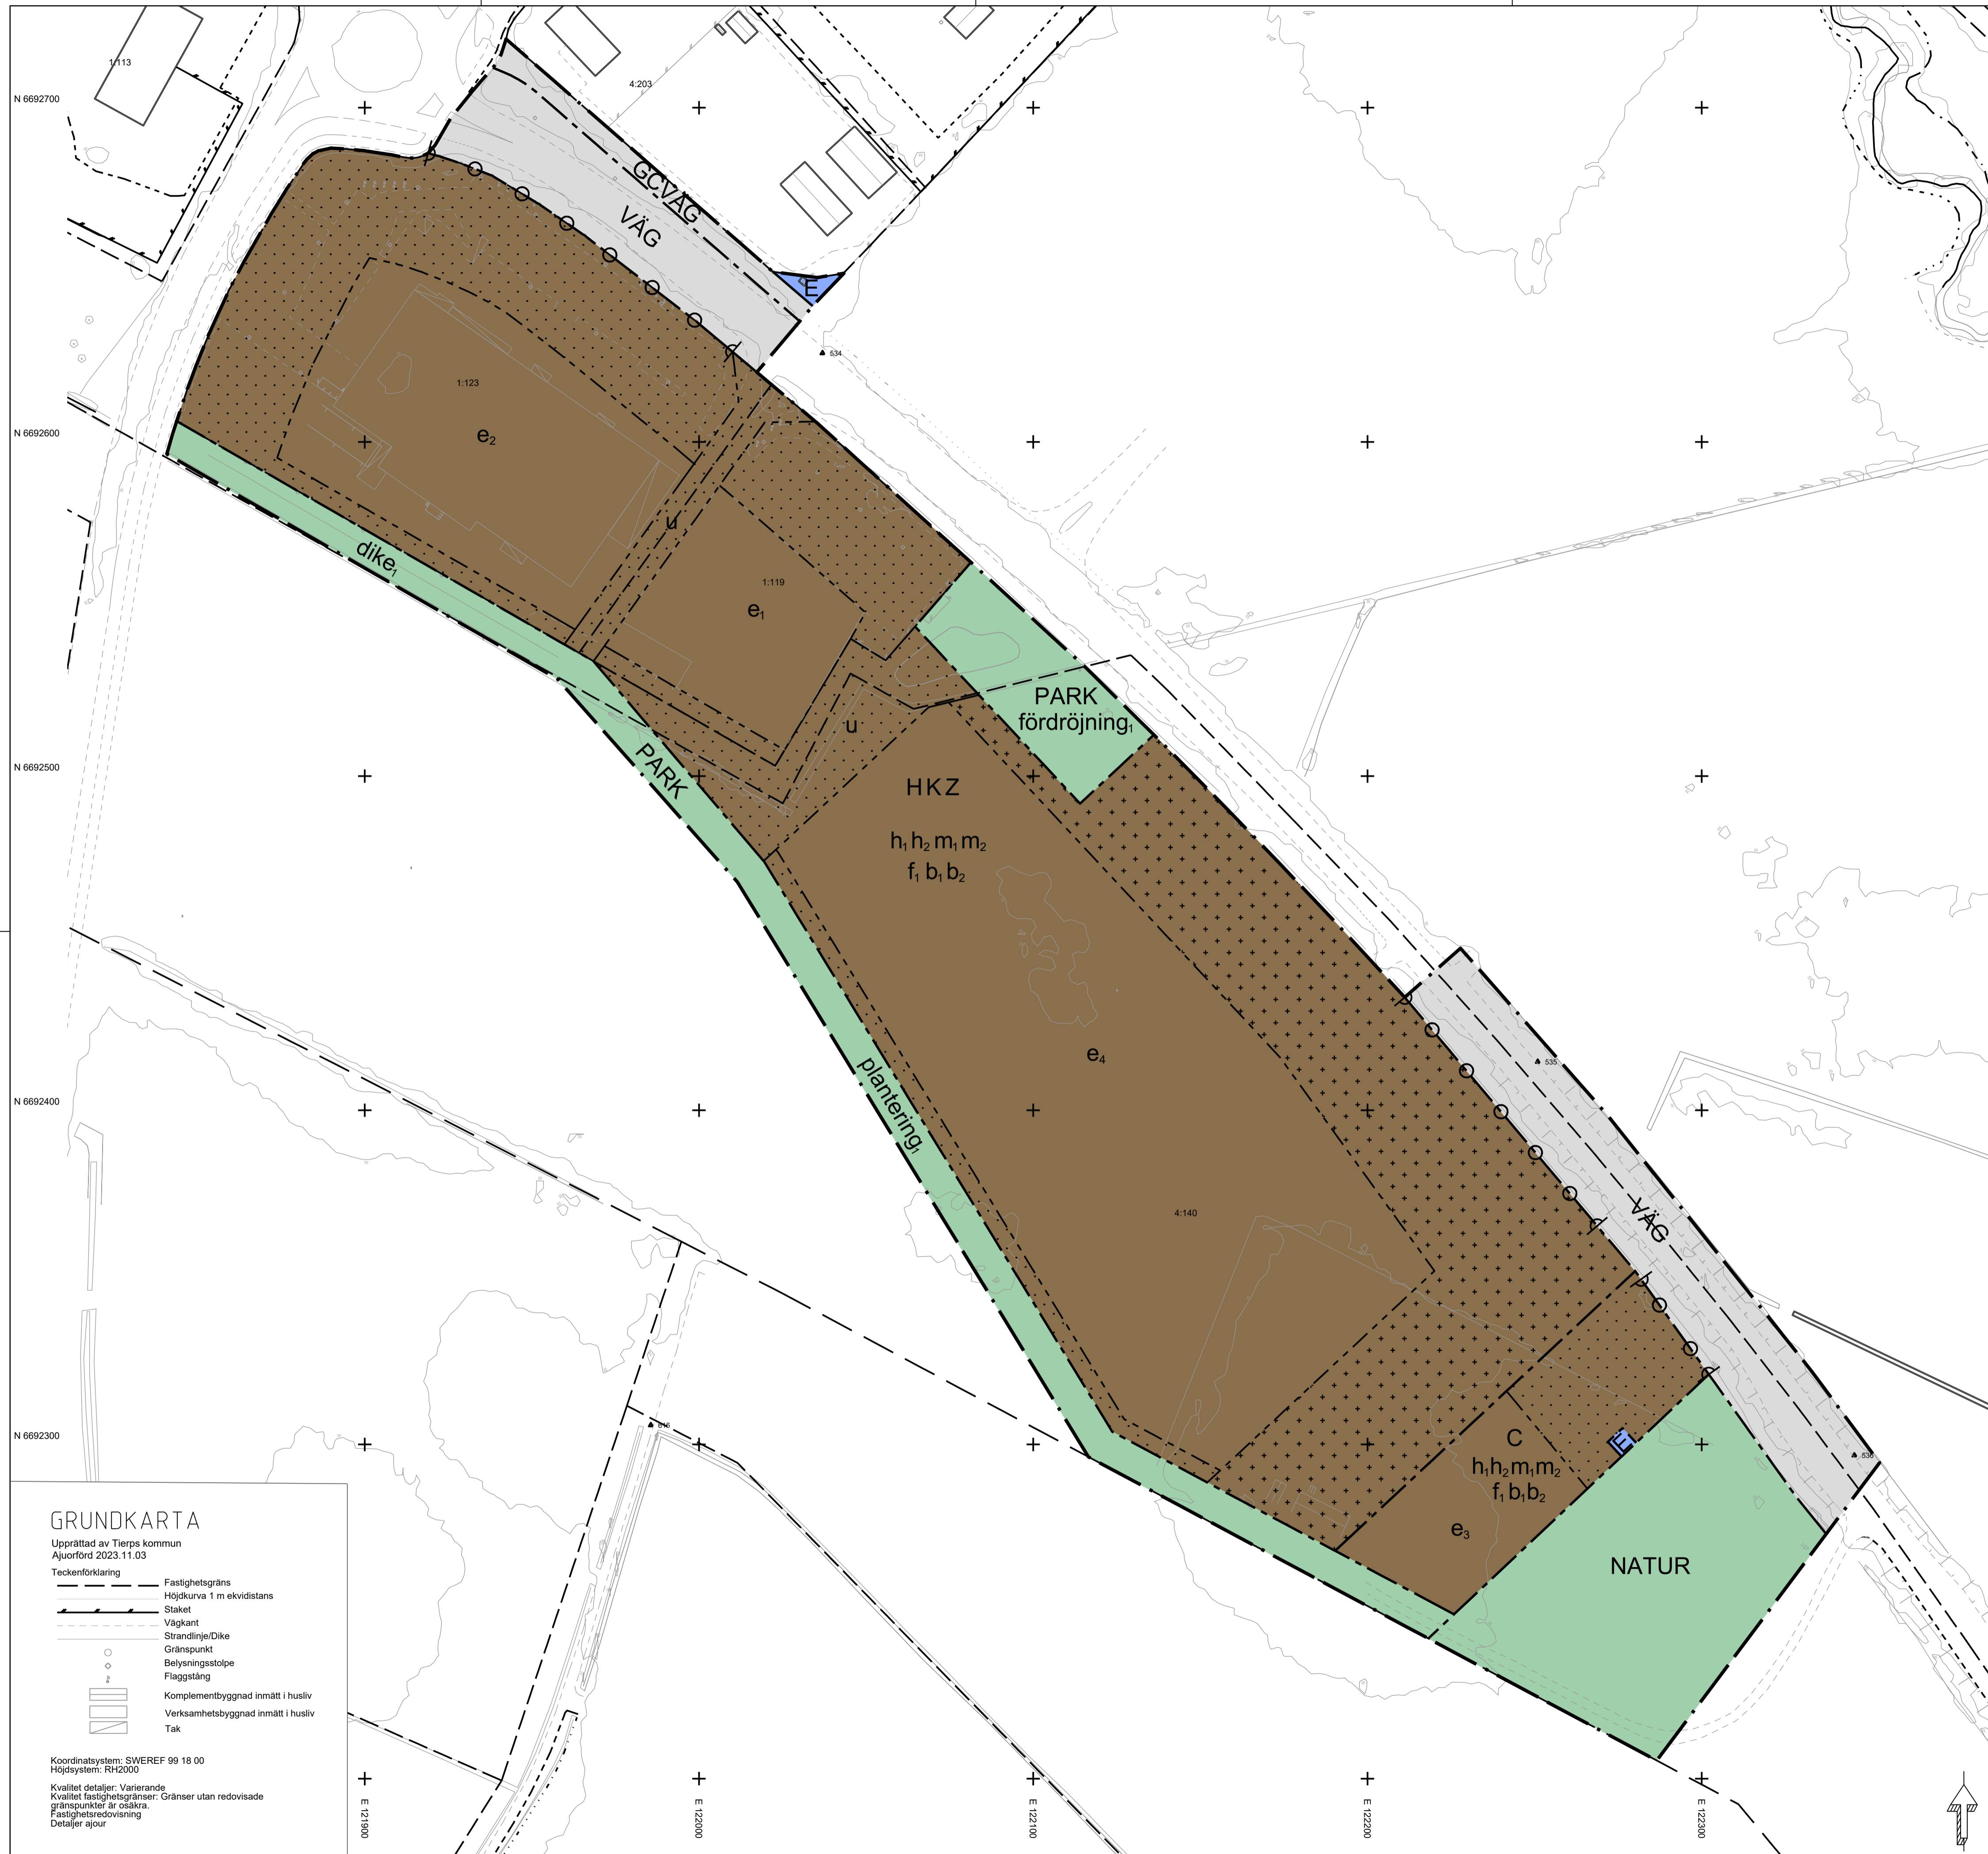 1:113
4:203
N 6692700
GCVÄG
VÄG
E
534
1:123
N 6692600
e₂
u
dike₁
1:119
e₁
PARK
fördröjning₁
u
PARK
N 6692500
HKZ
h₁ h₂ m₁ m₂
f₁ b₁ b₂
e₄
535
plantering₁
N 6692400
4:140
VÄG
616
N 6692300
C
h₁ h₂ m₁ m₂
f₁ b₁ b₂
E
536
e₃
NATUR
GRUNDKARTA
Upprättad av Tierps kommun
Ajuorförd 2023.11.03
Teckenförklaring
Fastighetsgräns
Höjdkurva 1 m ekvidistans
Staket
Vägkant
Strandlinje/Dike
Gränspunkt
Belysningsstolpe
Flaggstång
Komplementbyggnad inmätt i husliv
Verksamhetsbyggnad inmätt i husliv
Tak
Koordinatsystem: SWEREF 99 18 00
Höjdsystem: RH2000
Kvalitet detaljer: Varierande
Kvalitet fastighetsgränser: Gränser utan redovisade
gränspunkter är osäkra.
Fastighetsredovisning
Detaljer ajour
E 121900
E 122000
E 122100
E 122200
E 122300